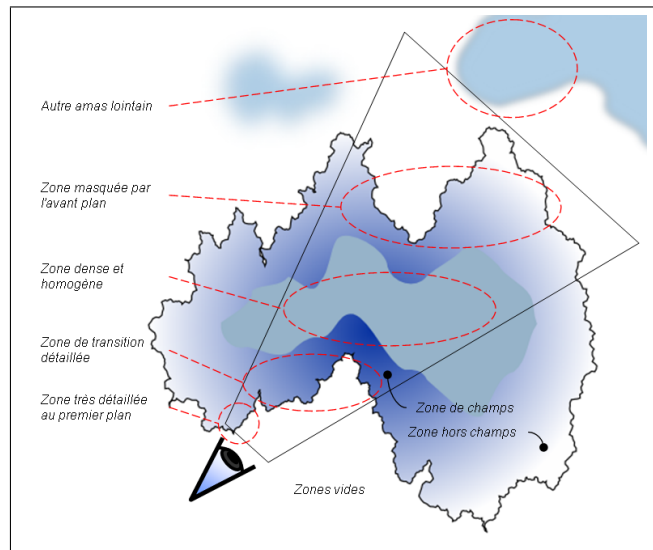 Autre amas lointain
Zone masquée par
l'avant plan
Zone dense et
homogène
Zone de transition
détaillée
Zone très détaillée
au premier plan
Zone de champs
Zone hors champs
Zones vides